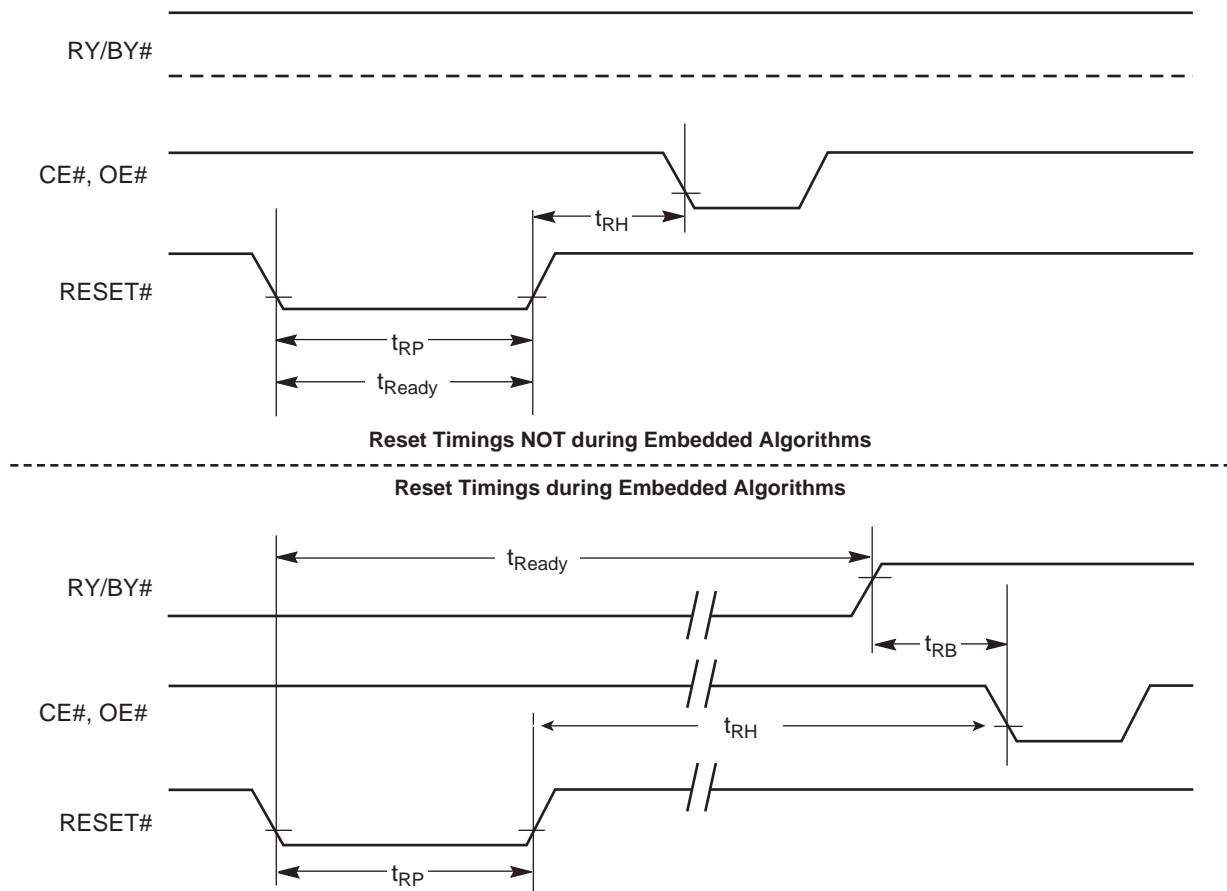 RY/BY#
CE#, OE#
tRH
RESET#
tRP
tReady
Reset Timings NOT during Embedded Algorithms
Reset Timings during Embedded Algorithms
tReady
RY/BY#
tRB
CE#, OE#
tRH
RESET#
tRP